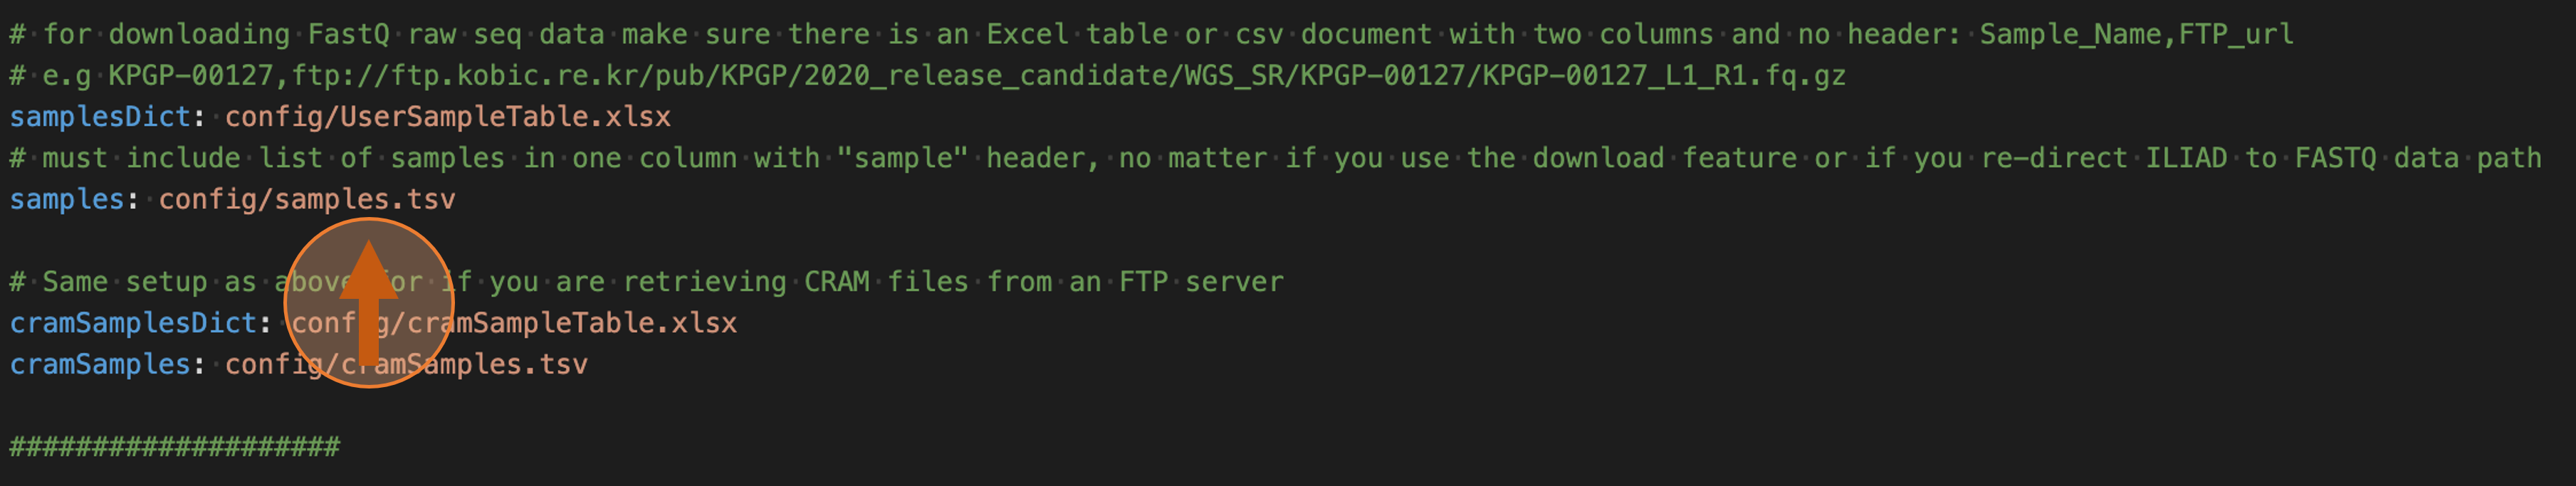 # for downloading FastQ raw seq data make sure there is an Excel table or csv document with two columns and no header: Sample_Name,FTP_url
# e.g KPGP-00127,ftp://ftp.kobic.re.kr/pub/KPGP/2020_release_candidate/WGS_SR/KPGP-00127/KPGP-00127_L1_R1.fq.gz
samplesDict: config/UserSampleTable.xlsx
# must include list of samples in one column with "sample" header, no matter if you use the download feature or if you re-direct ILIAD to FASTQ data path
samples: config/samples.tsv
# Same setup as above for if you are retrieving CRAM files from an FTP server
cramSamplesDict: config/cramSampleTable.xlsx
cramSamples: config/cramSamples.tsv
####################